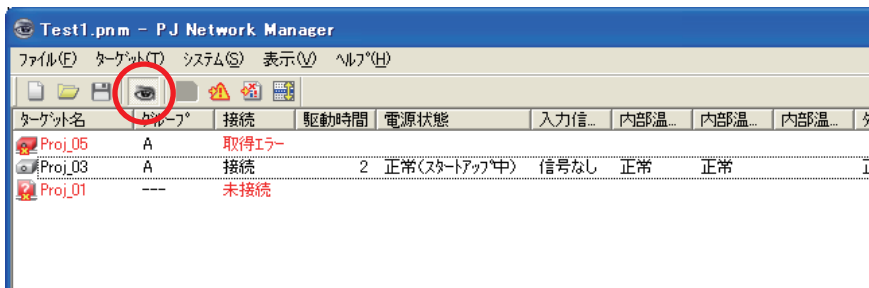 Test1.pnm - PJ Network Manager
ファイル(F) ターゲット(T) システム(S) 表示(V) ヘルプ(H)
ターゲット名 グループ 接続 駆動時間 電源状態 入力信... 内部温... 内部温... 内部温...
Proj_05 A 取得エラー
Proj_03 A 接続 2 正常(スタートアップ中) 信号なし 正常 正常
Proj_01 --- 未接続